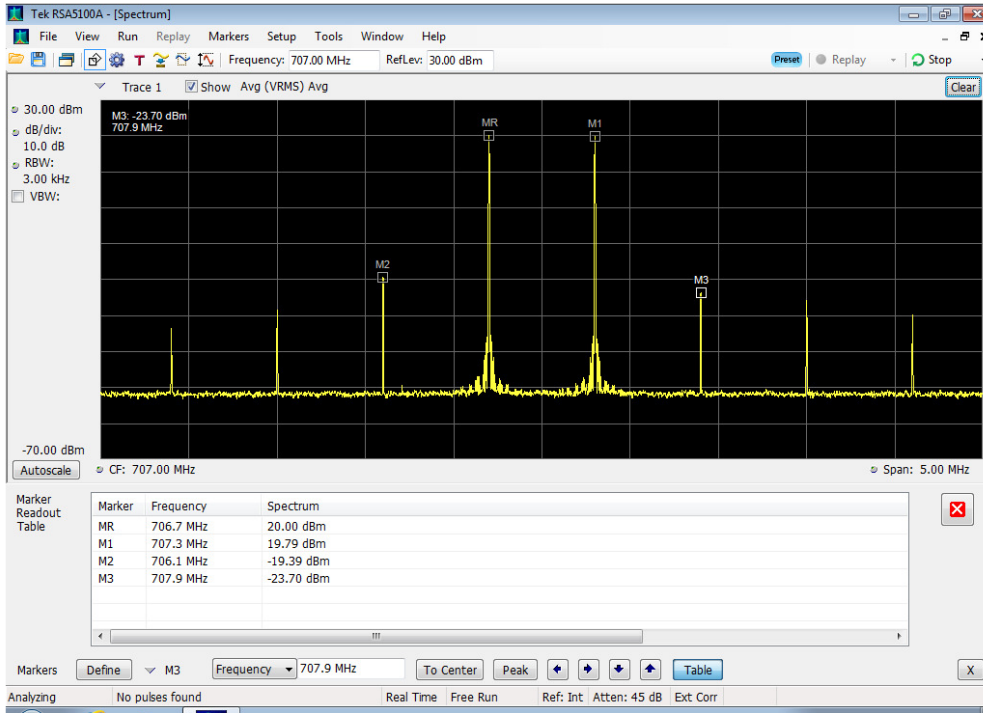 Tek RSA5100A - [Spectrum]
File View Run Replay Markers Setup Tools Window Help
T Frequency: 707.00 MHz RefLev: 30.00 dBm Preset Replay Stop
Trace 1 Show Avg (VRMS) Avg Clear
30.00 dBm
dB/div:
10.0 dB
RBW:
3.00 kHz
VBW:
M3: -23.70 dBm
707.9 MHz
MR M1
M2 M3
-70.00 dBm
Autoscale CF: 707.00 MHz Span: 5.00 MHz
Marker
Readout
Table
Marker Frequency Spectrum
MR 706.7 MHz 20.00 dBm
M1 707.3 MHz 19.79 dBm
M2 706.1 MHz -19.39 dBm
M3 707.9 MHz -23.70 dBm
Markers Define M3 Frequency 707.9 MHz To Center Peak Table X
Analyzing No pulses found Real Time Free Run Ref: Int Atten: 45 dB Ext Corr